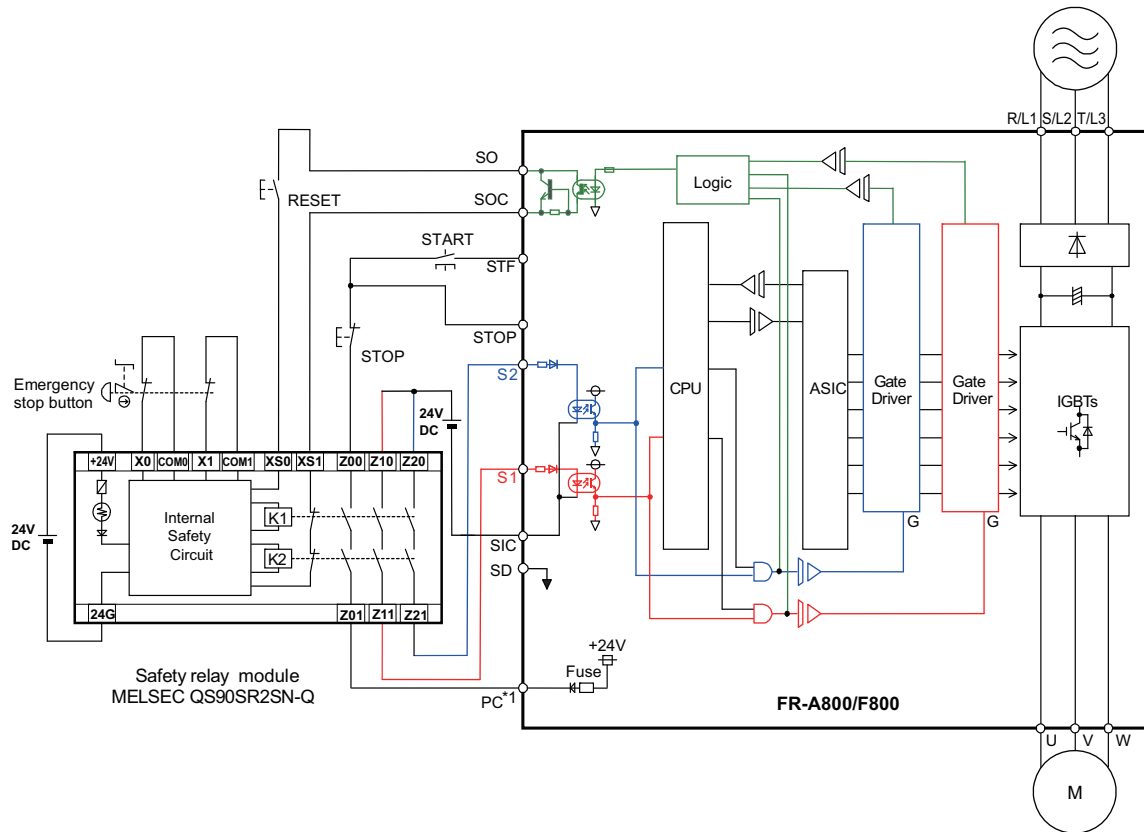 R/L1 S/L2 T/L3
SO
RESET
SOC
Logic
START
STF
STOP
STOP
S2
Emergency
stop button
24V
DC
CPU
ASIC
Gate
Driver
Gate
Driver
IGBTs
+24V X0 COM0 X1 COM1 XS0 XS1 Z00 Z10 Z20
S1
24V
DC
Internal
Safety
Circuit
K1
K2
G
G
SIC
SD
24G
Z01 Z11 Z21
+24V
Fuse
Safety relay module
MELSEC QS90SR2SN-Q
PC*1
FR-A800/F800
U V W
M